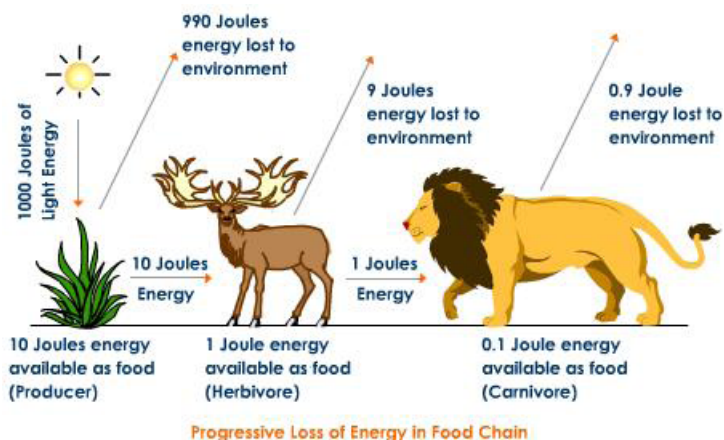 990 Joules
energy lost to
environment
9 Joules
energy lost to
environment
0.9 Joule
energy lost to
environment
1000 Joules of
Light Energy
10 Joules
Energy
1 Joules
Energy
10 Joules energy
available as food
(Producer)
1 Joule energy
available as food
(Herbivore)
0.1 Joule energy
available as food
(Carnivore)
Progressive Loss of Energy in Food Chain